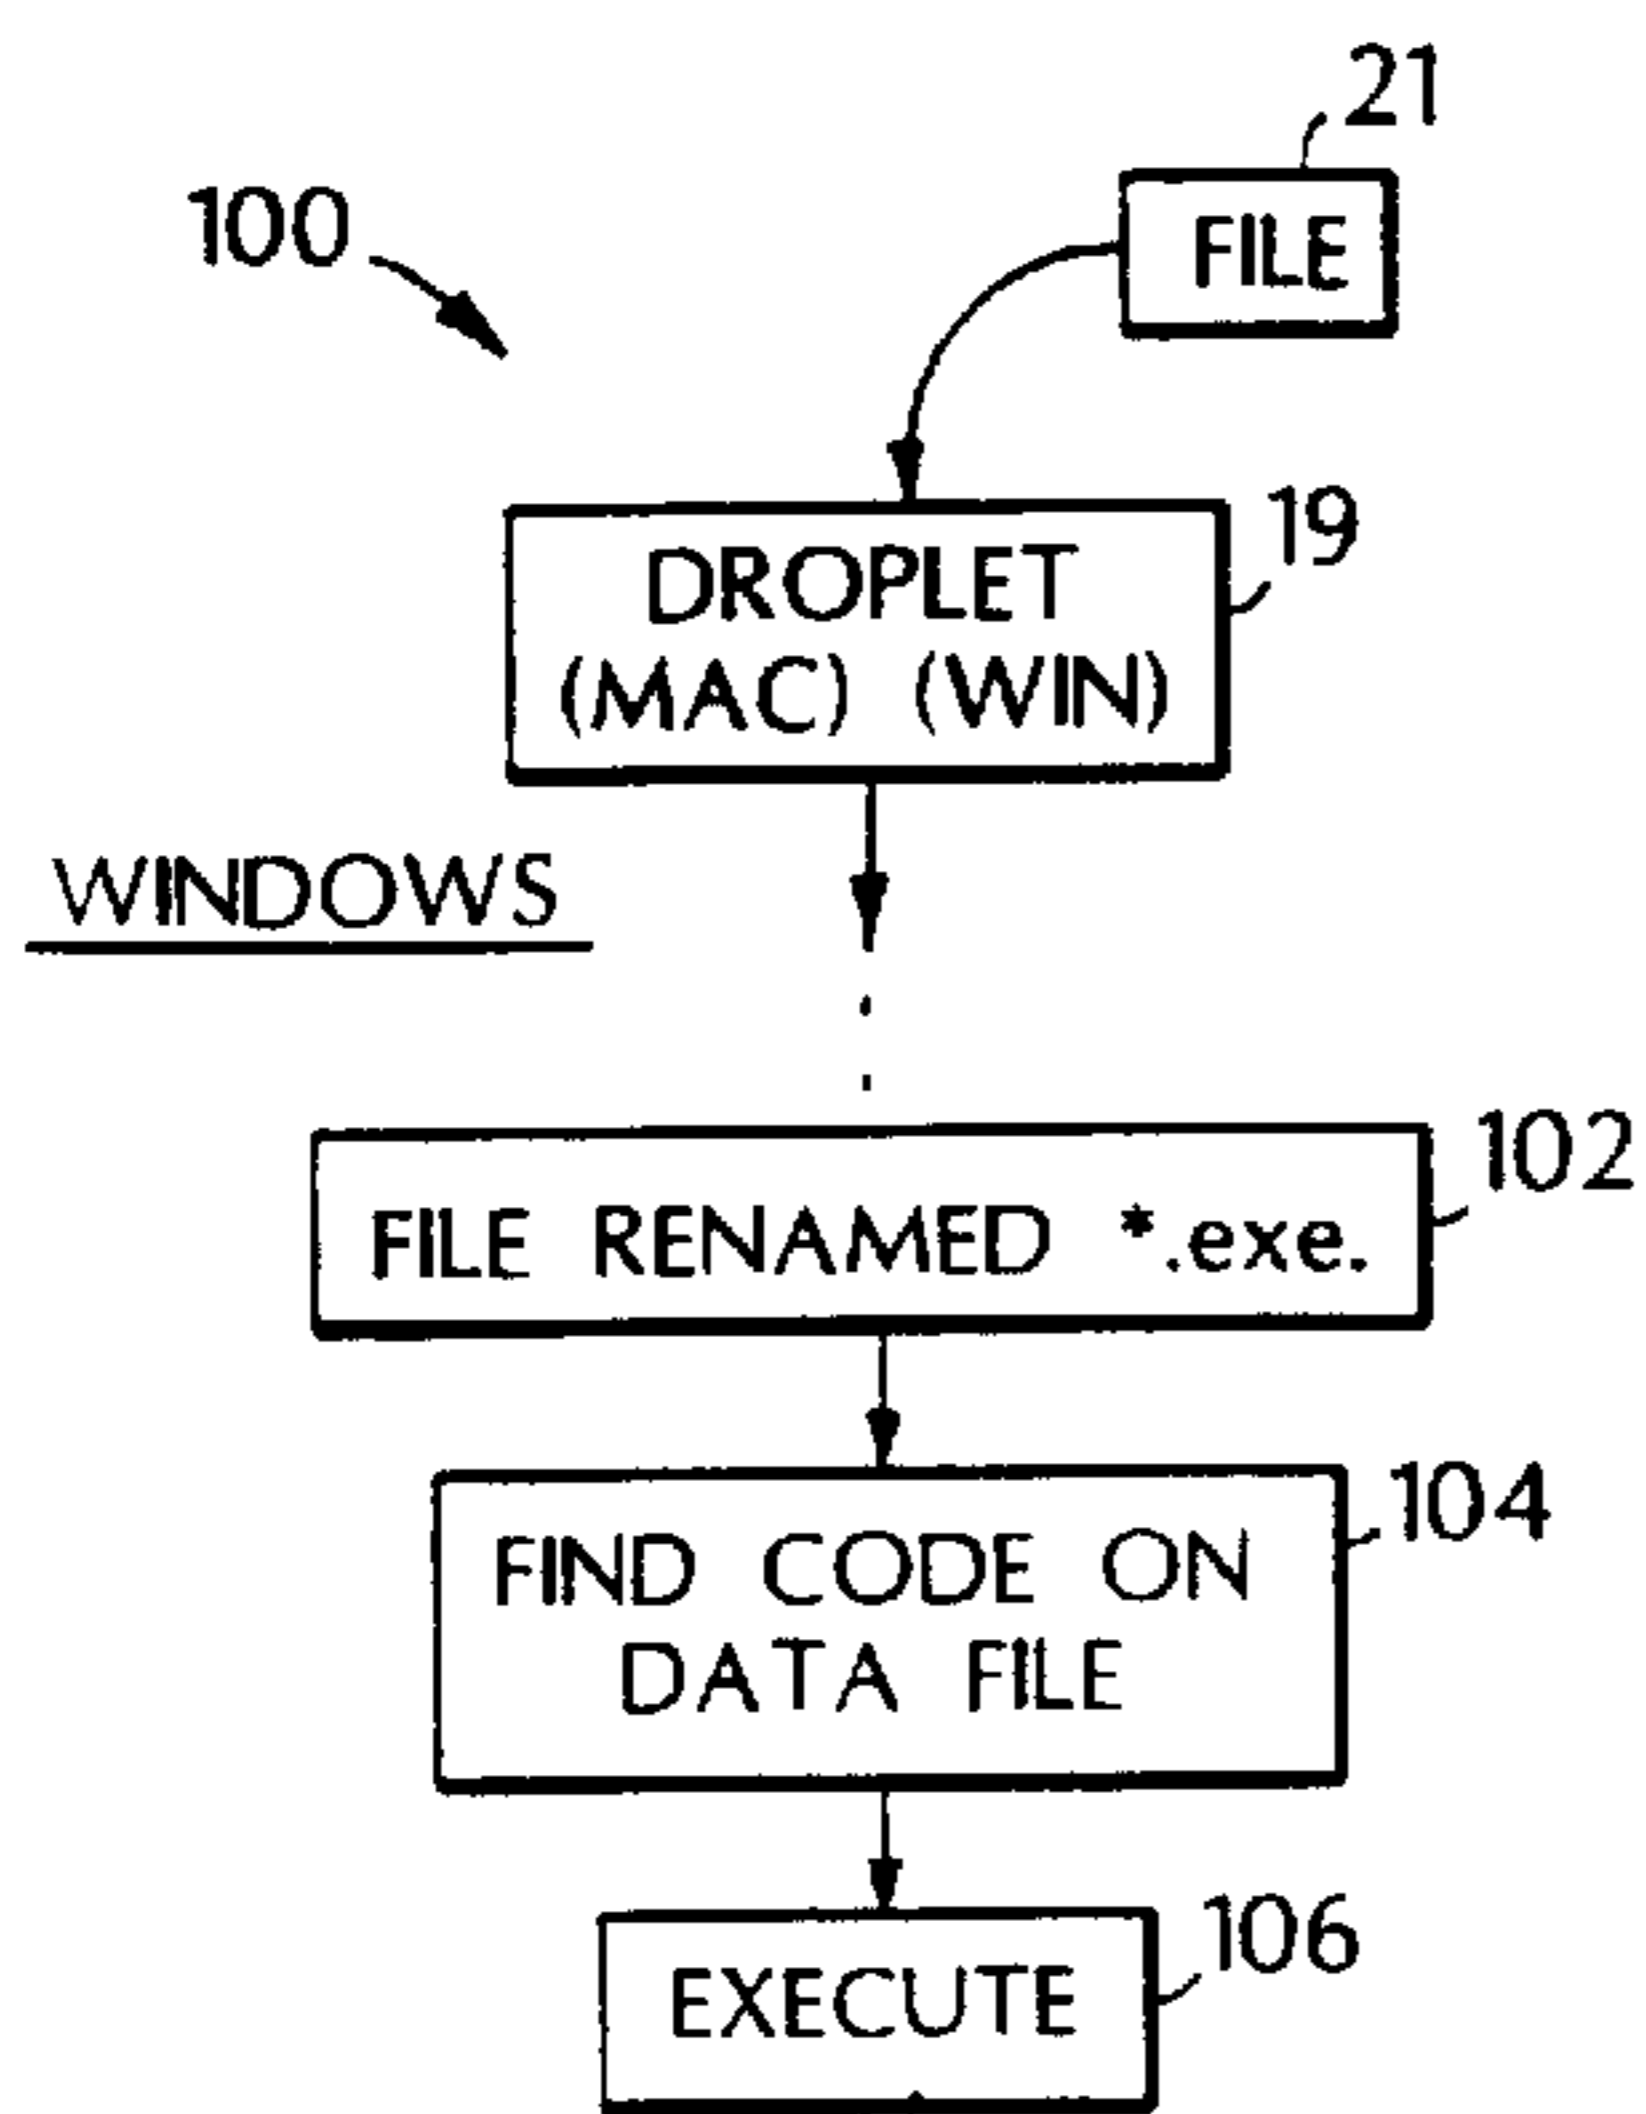 21
100
FILE
19
DROPLET
(MAC) (WIN)
WINDOWS
102
FILE RENAMED *.exe.
104
FIND CODE ON
DATA FILE
106
EXECUTE